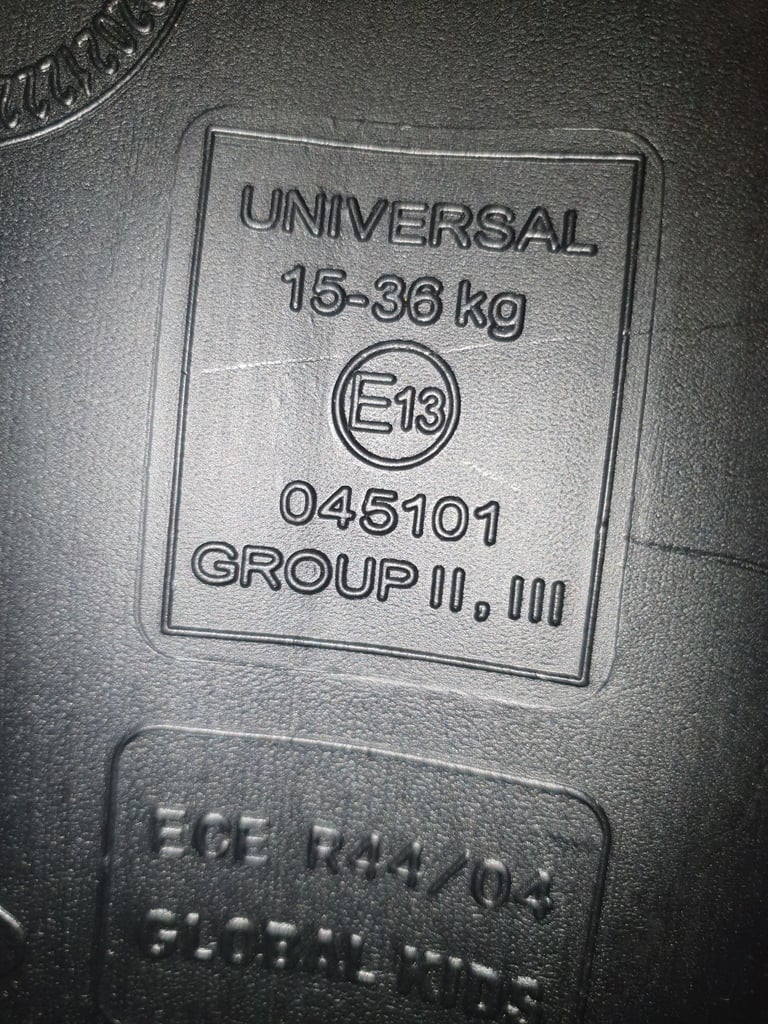 UNIVERSAL
15-36 kg
E13
045101
GROUP II, III
ECE R44/04
GLOBAL KIDS